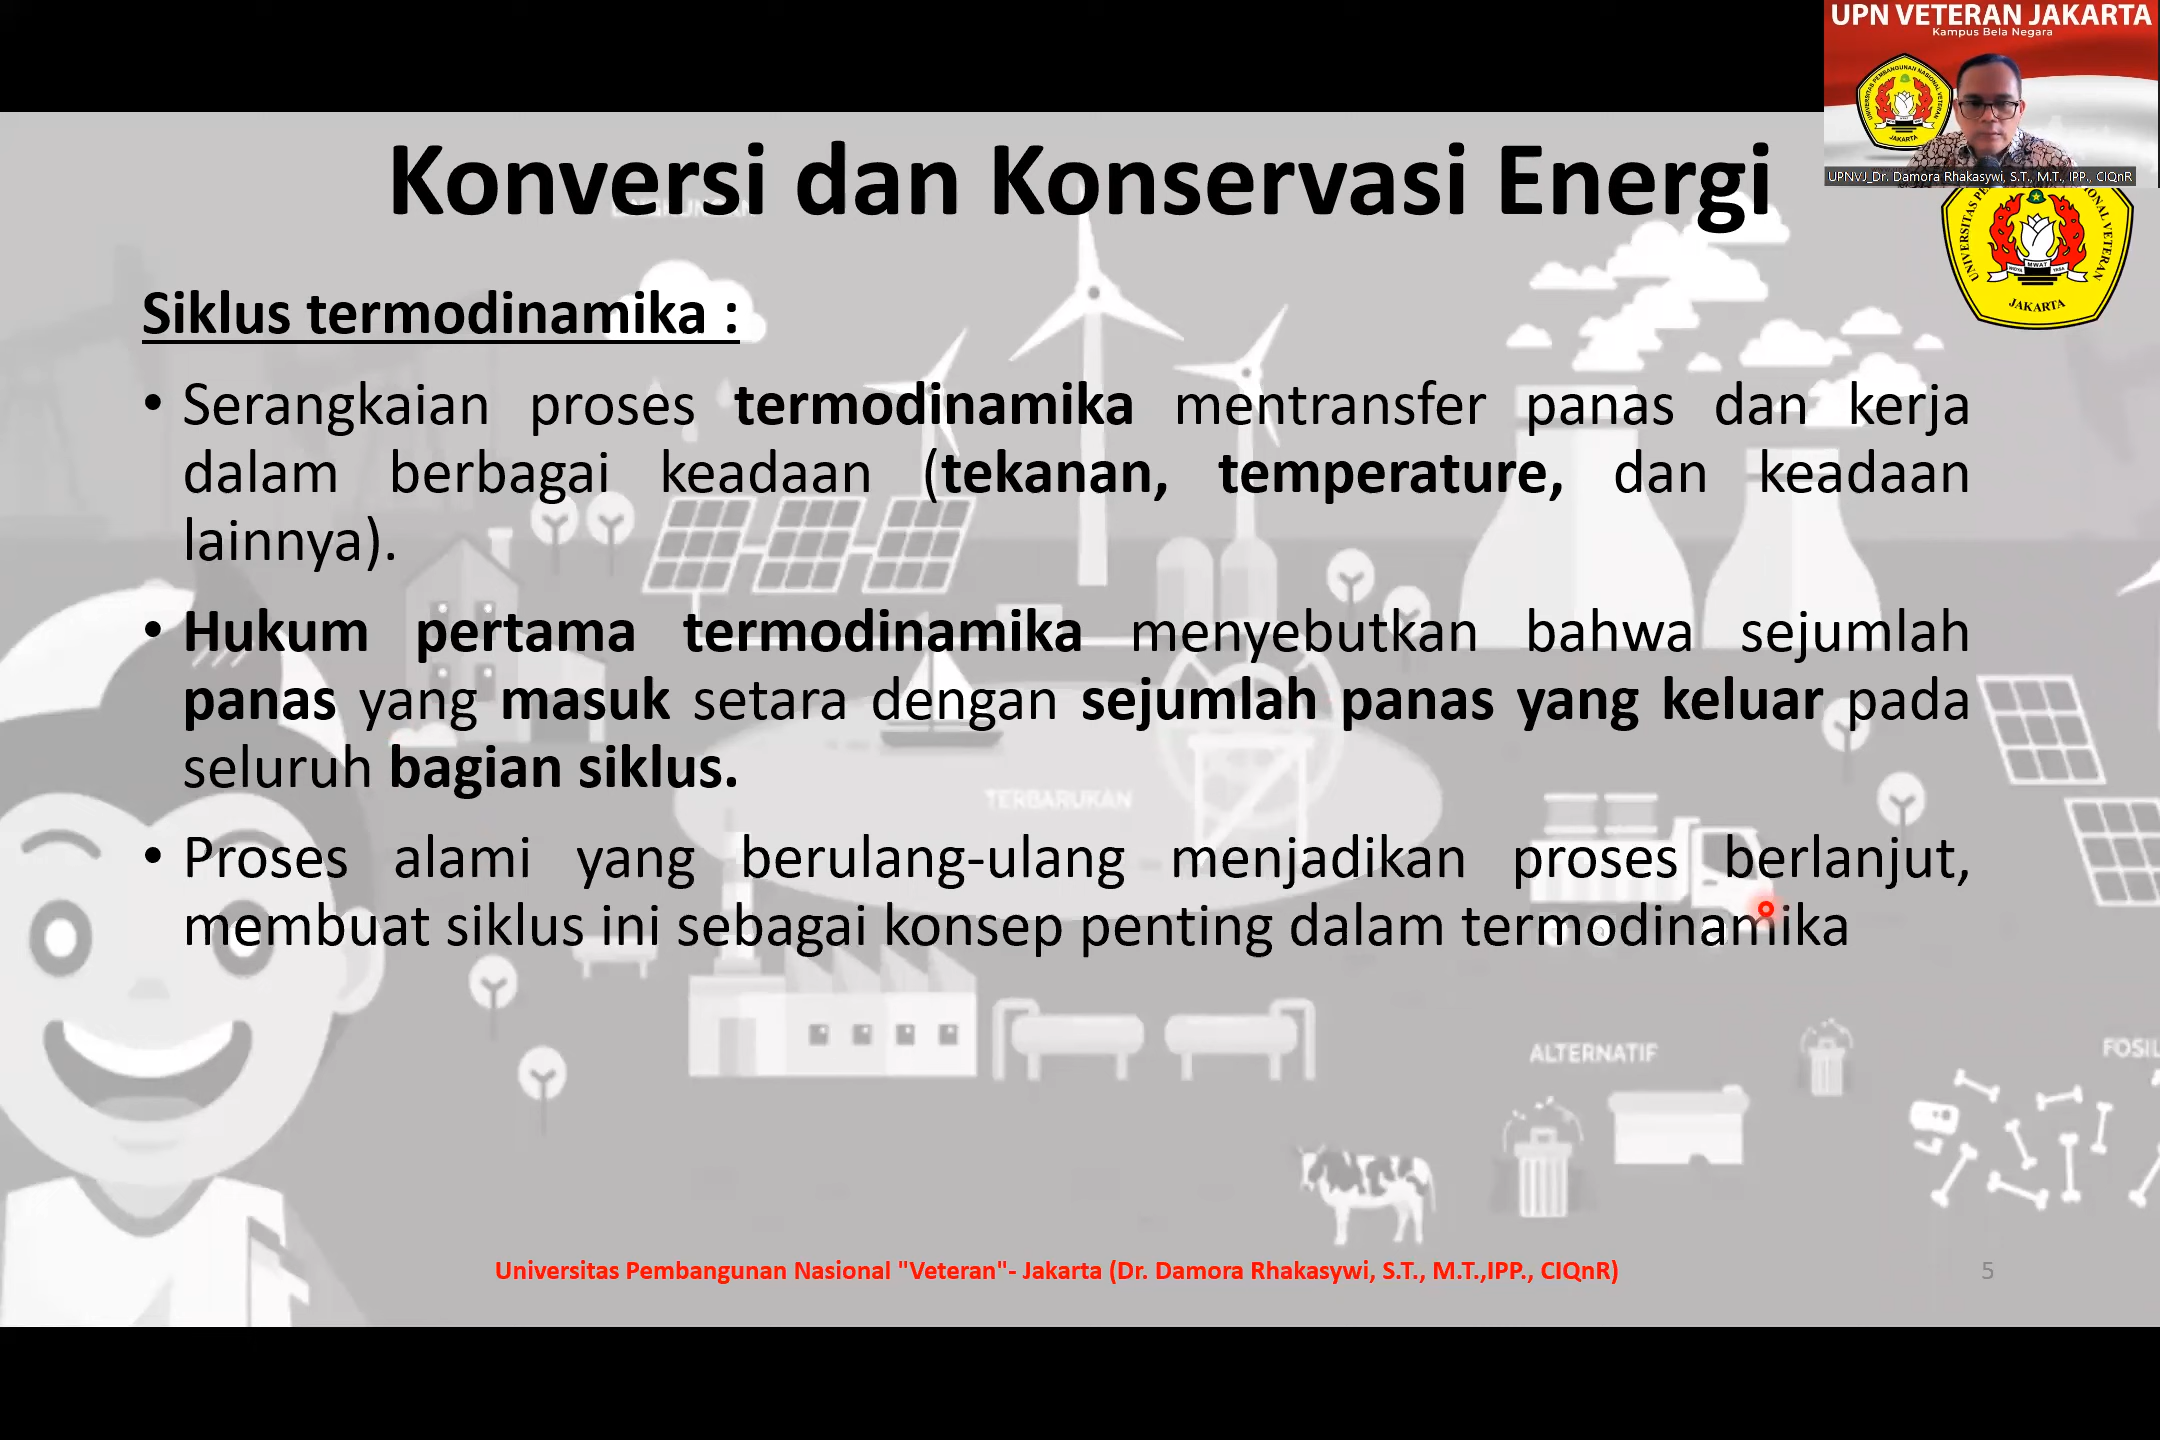 UPN VETERAN JAKARTA
Kampus Bela Negara
UPNVJ_Dr. Damora Rhakasywi, S.T., M.T., IPP., CIQnR
Konversi dan Konservasi Energi
JAKARTA
Siklus termodinamika :
• Serangkaian proses termodinamika mentransfer panas dan kerja
dalam berbagai keadaan (tekanan, temperature, dan keadaan
lainnya).
• Hukum pertama termodinamika menyebutkan bahwa sejumlah
panas yang masuk setara dengan sejumlah panas yang keluar pada
seluruh bagian siklus.
TERBARUKAN
• Proses alami yang berulang-ulang menjadikan proses berlanjut,
membuat siklus ini sebagai konsep penting dalam termodinamika
ALTERNATIF
FOSIL
Universitas Pembangunan Nasional "Veteran"- Jakarta (Dr. Damora Rhakasywi, S.T., M.T.,IPP., CIQnR)
5